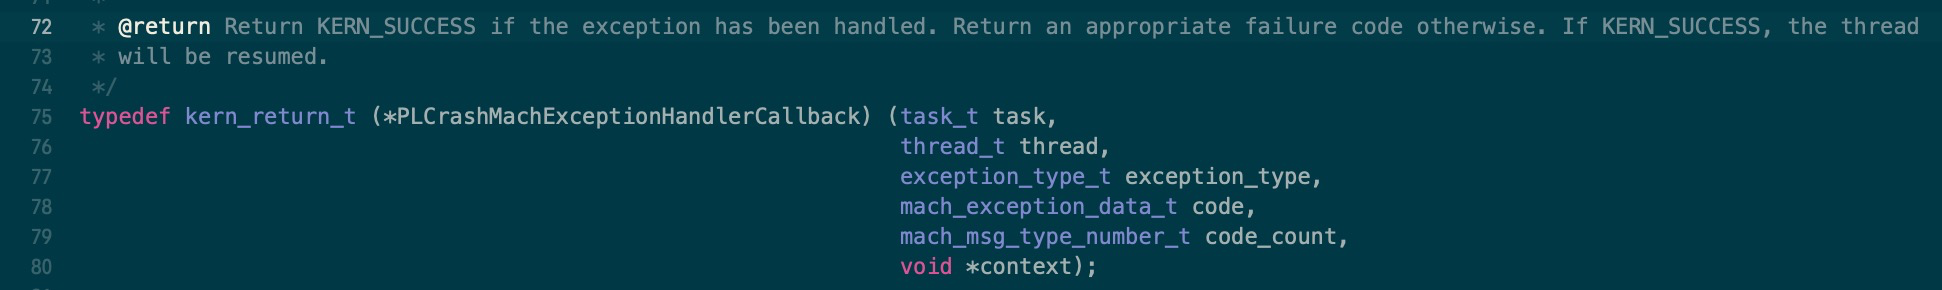 72 * @return Return KERN_SUCCESS if the exception has been handled. Return an appropriate failure code otherwise. If KERN_SUCCESS, the thread
73 * will be resumed.
74 */
75 typedef kern_return_t (*PLCrashMachExceptionHandlerCallback) (task_t task,
76 thread_t thread,
77 exception_type_t exception_type,
78 mach_exception_data_t code,
79 mach_msg_type_number_t code_count,
80 void *context);